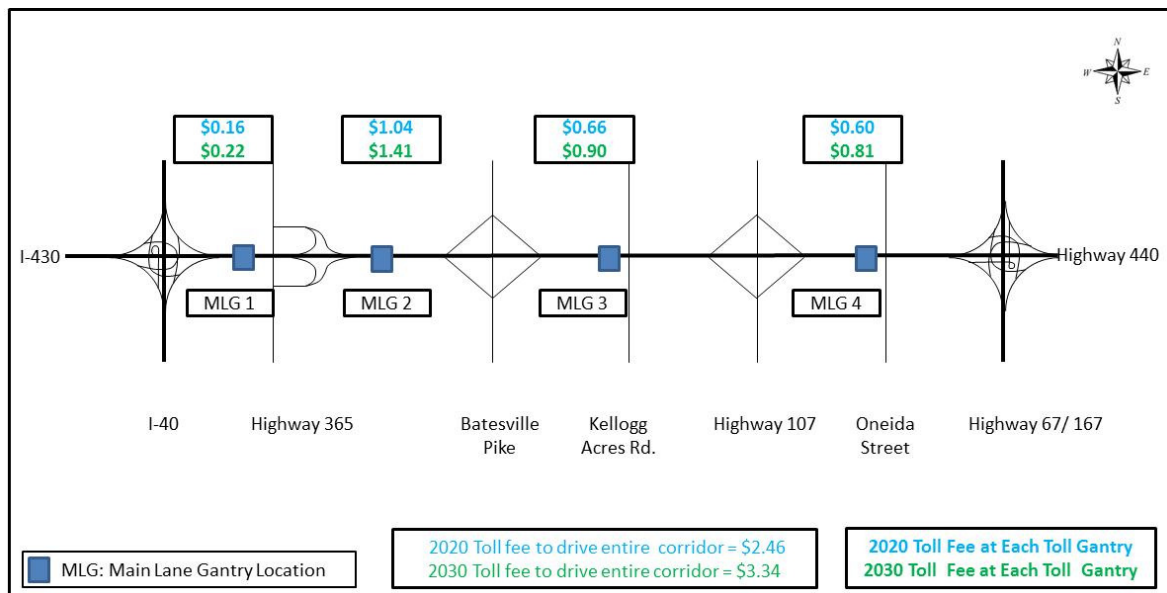 N
W E
S
$0.16
$0.22
$1.04
$1.41
$0.66
$0.90
$0.60
$0.81
I-430
Highway 440
MLG 1
MLG 2
MLG 3
MLG 4
I-40
Highway 365
Batesville
Pike
Kellogg
Acres Rd.
Highway 107
Oneida
Street
Highway 67/ 167
MLG: Main Lane Gantry Location
2020 Toll fee to drive entire corridor = $2.46
2030 Toll fee to drive entire corridor = $3.34
2020 Toll Fee at Each Toll Gantry
2030 Toll Fee at Each Toll Gantry